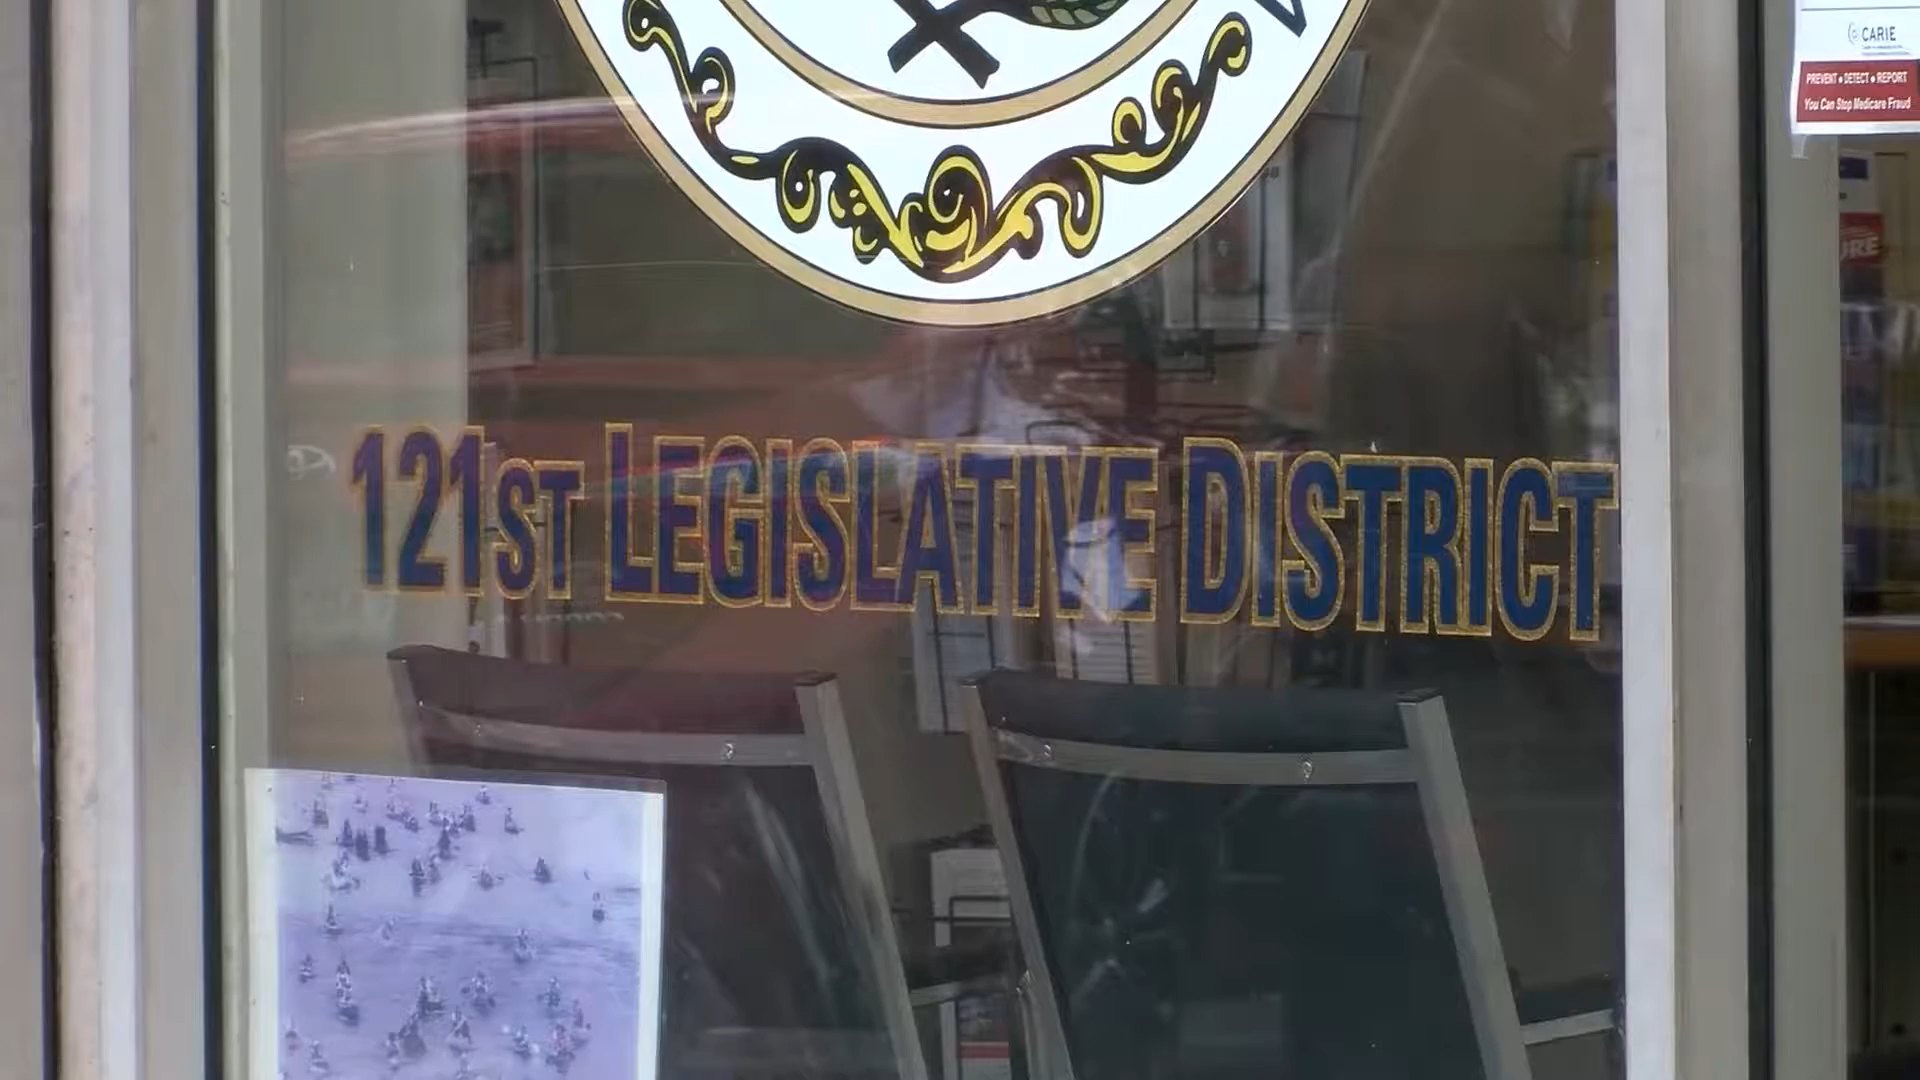 CARIE
PREVENT • DETECT • REPORT
You Can Stop Medicare Fraud
121ST LEGISLATIVE DISTRICT